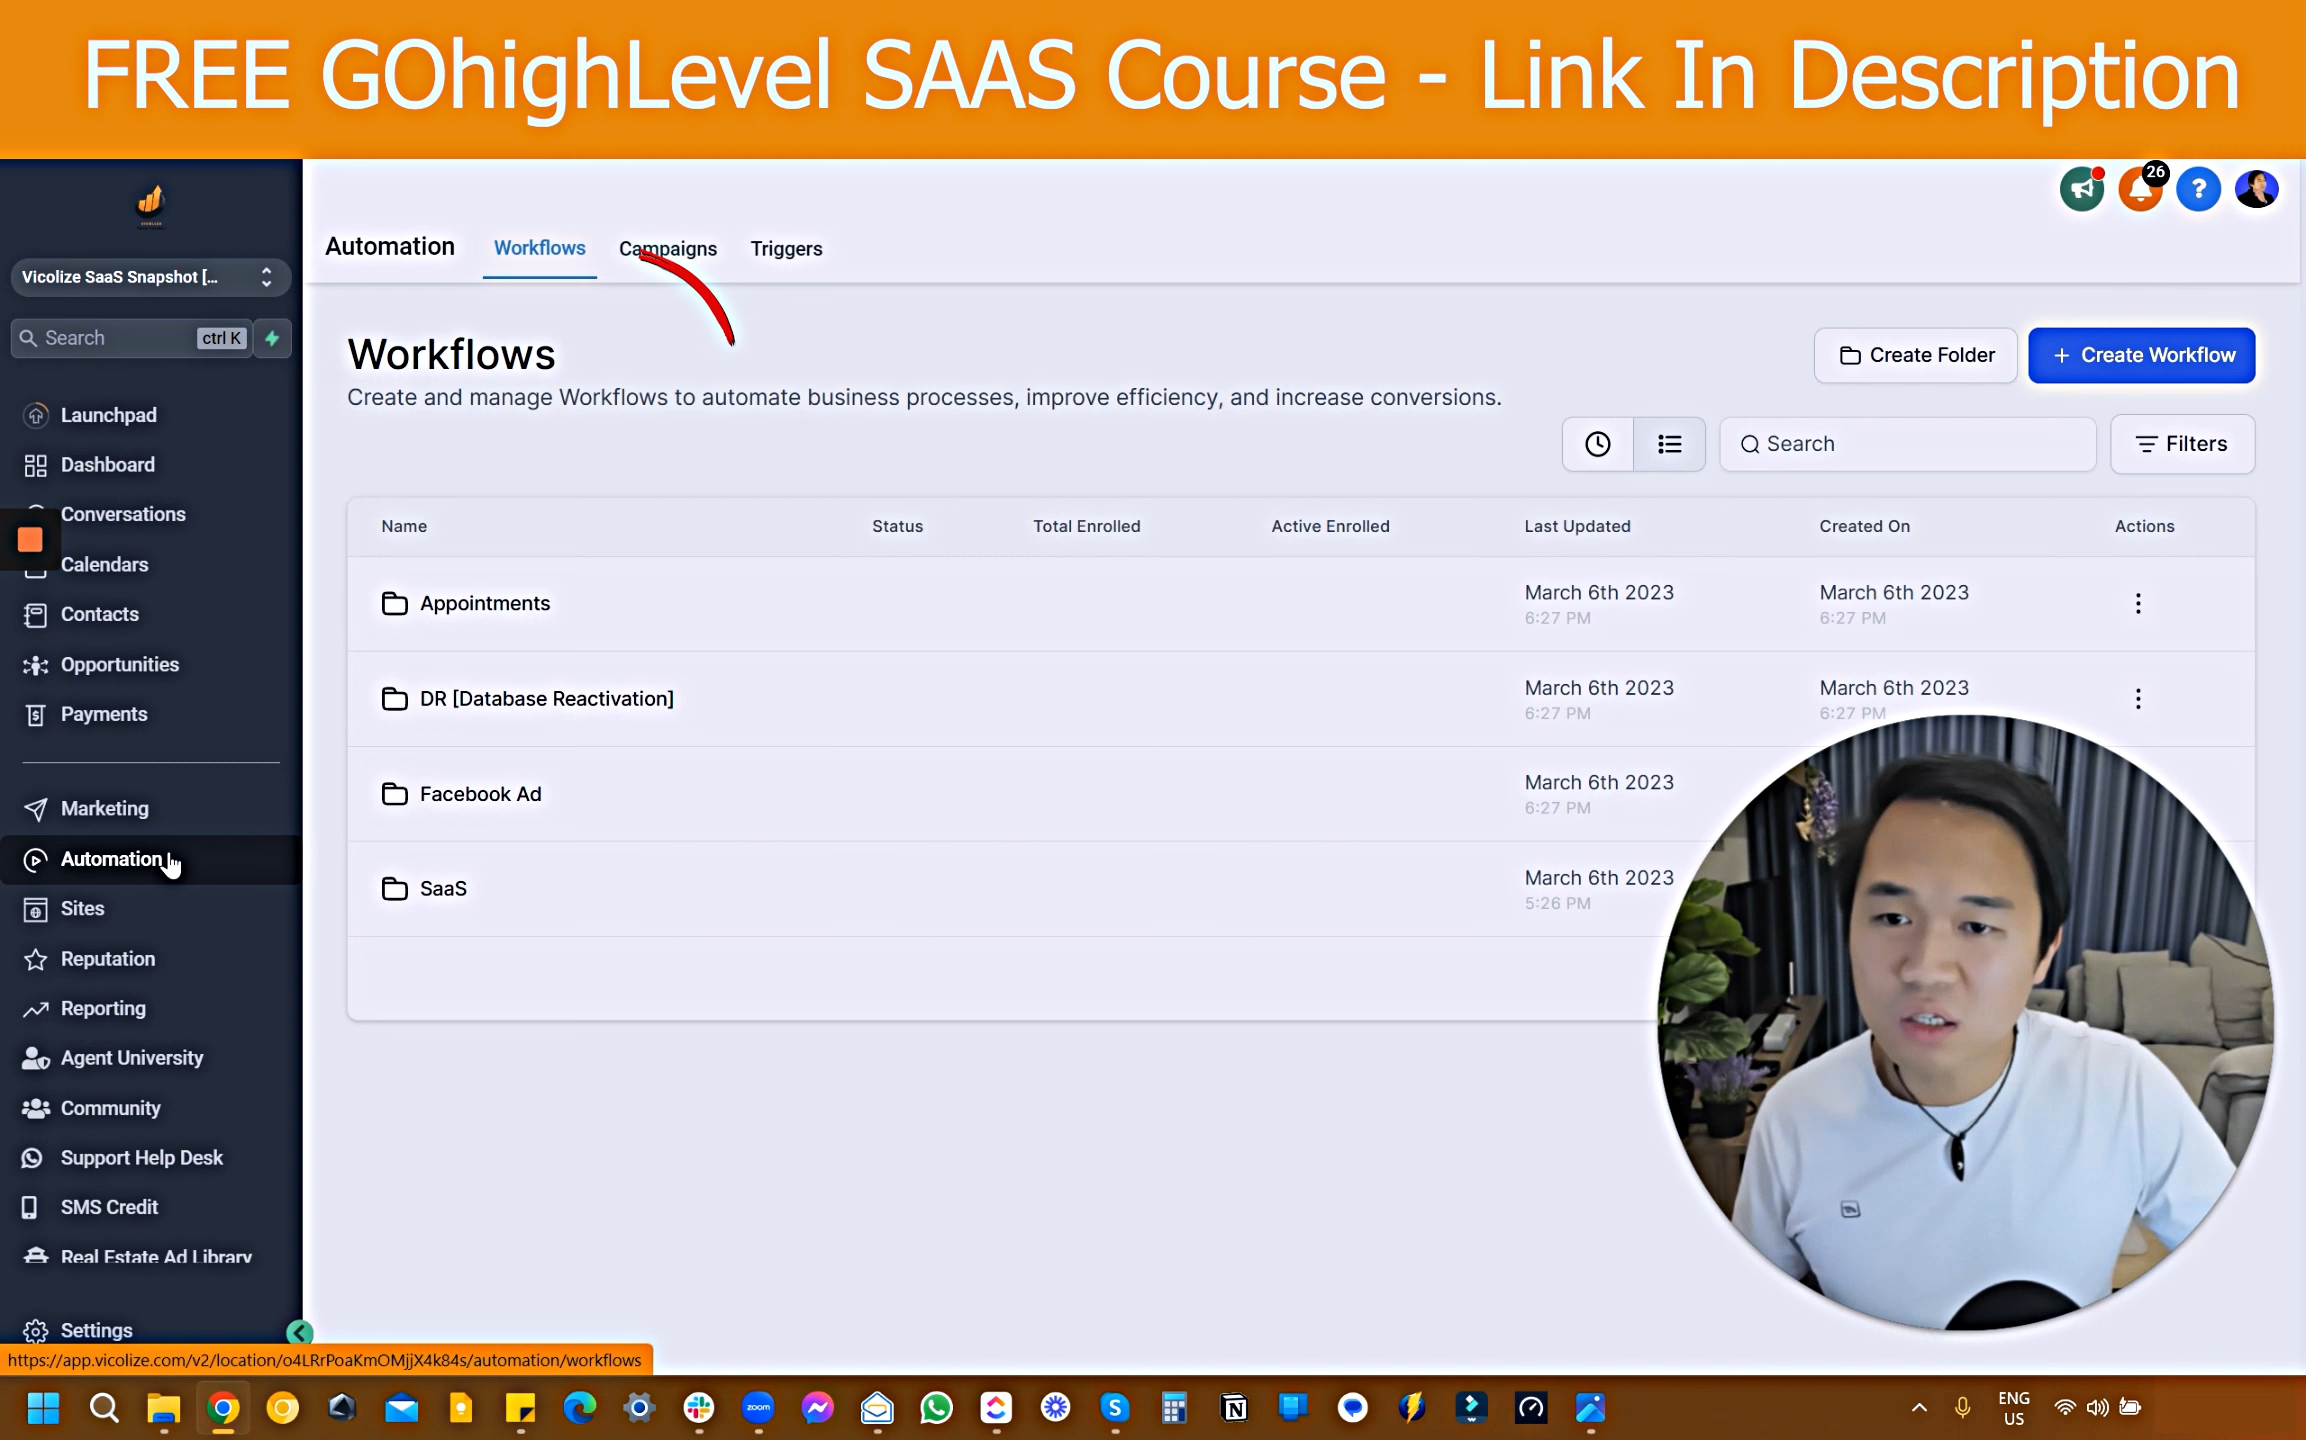 FREE GOhighLevel SAAS Course - Link In Description
26
Automation
Workflows
Campaigns
Triggers
Vicolize SaaS Snapshot [...
Search
ctrl K
Launchpad
Dashboard
Conversations
Calendars
Contacts
Opportunities
Payments
Marketing
Automation
Sites
Reputation
Reporting
Agent University
Community
Support Help Desk
SMS Credit
Real Estate Ad Library
Settings
Workflows
Create and manage Workflows to automate business processes, improve efficiency, and increase conversions.
Create Folder
+ Create Workflow
Search
Filters
Name Status Total Enrolled Active Enrolled Last Updated Created On Actions
Appointments March 6th 2023 March 6th 2023
6:27 PM 6:27 PM
DR [Database Reactivation] March 6th 2023 March 6th 2023
6:27 PM 6:27 PM
Facebook Ad March 6th 2023
6:27 PM
SaaS March 6th 2023
5:26 PM
https://app.vicolize.com/v2/location/o4LRrPoaKmOMjjX4k84s/automation/workflows
zoom
ENG
US